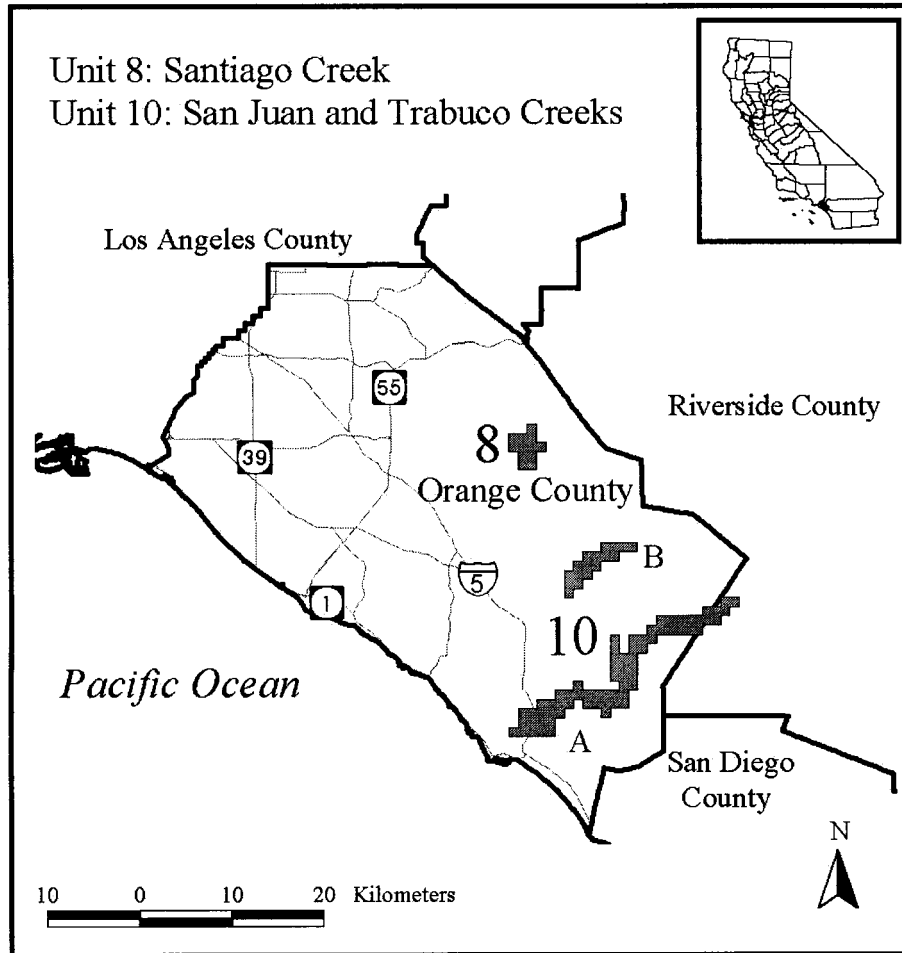 Unit 8: Santiago Creek
Unit 10: San Juan and Trabuco Creeks
Los Angeles County
55
Riverside County
8
39
Orange County
B
5
1
10
Pacific Ocean
A
San Diego
County
N
10 0 10 20 Kilometers